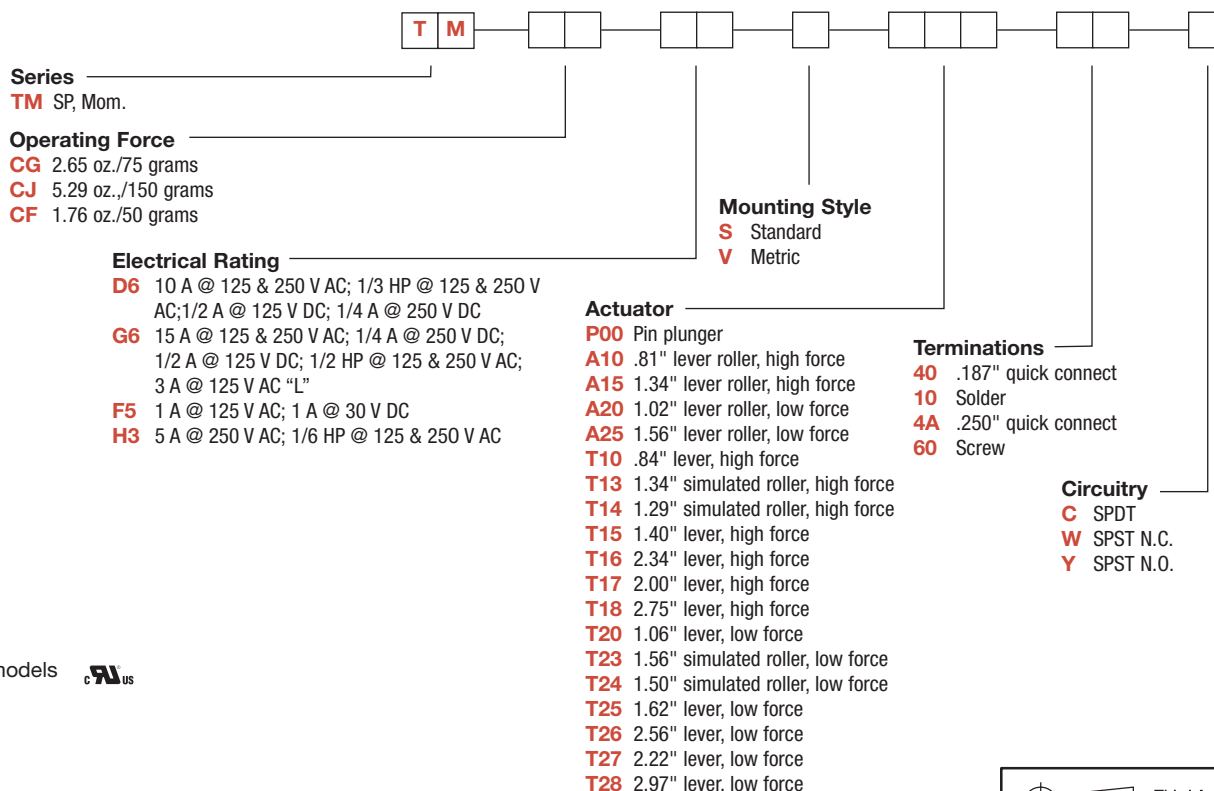 T M
Series
TM SP, Mom.
Operating Force
CG 2.65 oz./75 grams
CJ 5.29 oz.,/150 grams
CF 1.76 oz./50 grams
Electrical Rating
D6 10 A @ 125 & 250 V AC; 1/3 HP @ 125 & 250 V
AC;1/2 A @ 125 V DC; 1/4 A @ 250 V DC
G6 15 A @ 125 & 250 V AC; 1/4 A @ 250 V DC;
1/2 A @ 125 V DC; 1/2 HP @ 125 & 250 V AC;
3 A @ 125 V AC “L”
F5 1 A @ 125 V AC; 1 A @ 30 V DC
H3 5 A @ 250 V AC; 1/6 HP @ 125 & 250 V AC
Mounting Style
S Standard
V Metric
Actuator
P00 Pin plunger
A10 .81" lever roller, high force
A15 1.34" lever roller, high force
A20 1.02" lever roller, low force
A25 1.56" lever roller, low force
T10 .84" lever, high force
T13 1.34" simulated roller, high force
T14 1.29" simulated roller, high force
T15 1.40" lever, high force
T16 2.34" lever, high force
T17 2.00" lever, high force
T18 2.75" lever, high force
T20 1.06" lever, low force
T23 1.56" simulated roller, low force
T24 1.50" simulated roller, low force
T25 1.62" lever, low force
T26 2.56" lever, low force
T27 2.22" lever, low force
T28 2.97" lever, low force
Terminations
40 .187" quick connect
10 Solder
4A .250" quick connect
60 Screw
Circuitry
C SPDT
W SPST N.C.
Y SPST N.O.
models
c RU us